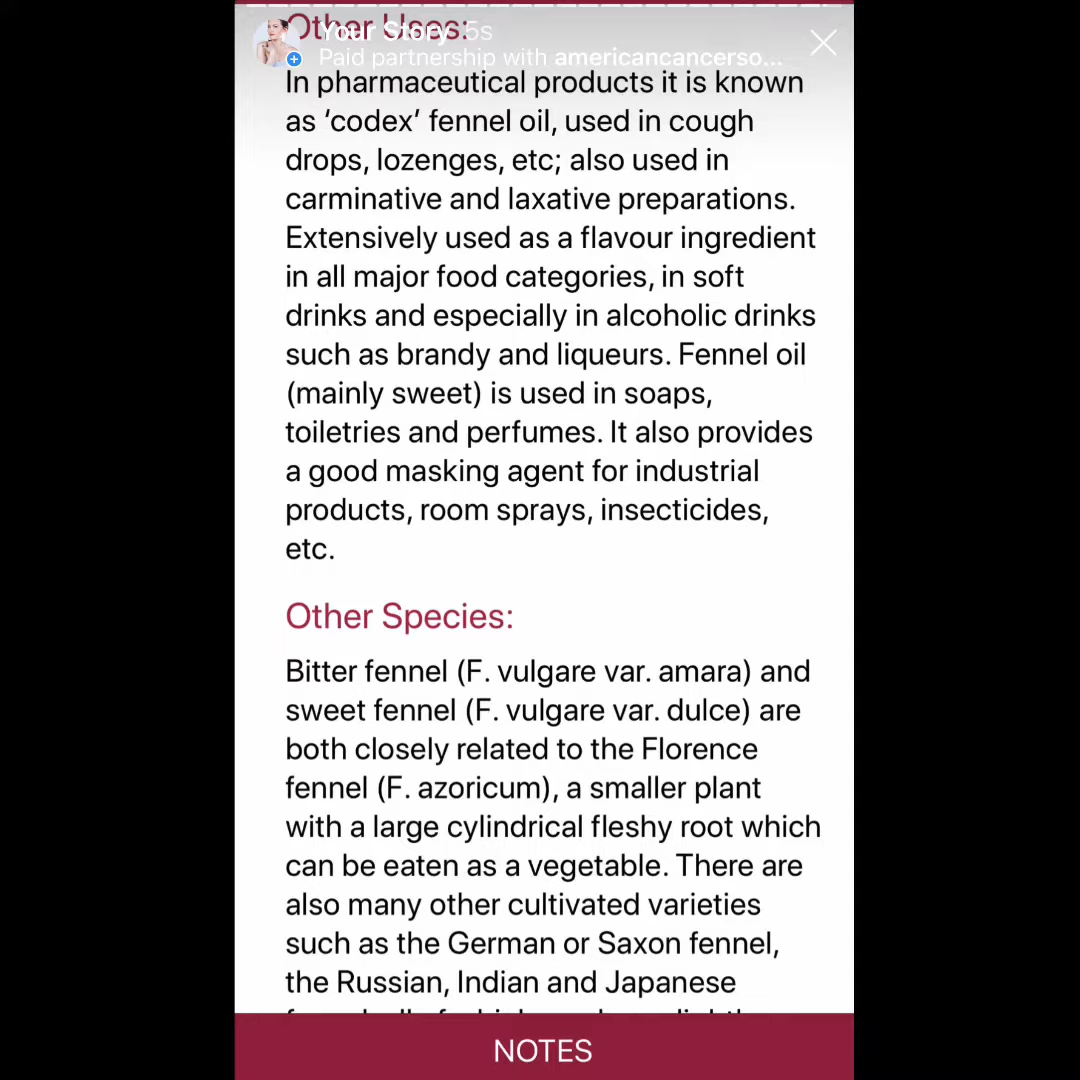 Other Uses:
Your Story 5s
Paid partnership with americancancerso...
In pharmaceutical products it is known
as ‘codex’ fennel oil, used in cough
drops, lozenges, etc; also used in
carminative and laxative preparations.
Extensively used as a flavour ingredient
in all major food categories, in soft
drinks and especially in alcoholic drinks
such as brandy and liqueurs. Fennel oil
(mainly sweet) is used in soaps,
toiletries and perfumes. It also provides
a good masking agent for industrial
products, room sprays, insecticides,
etc.
Other Species:
Bitter fennel (F. vulgare var. amara) and
sweet fennel (F. vulgare var. dulce) are
both closely related to the Florence
fennel (F. azoricum), a smaller plant
with a large cylindrical fleshy root which
can be eaten as a vegetable. There are
also many other cultivated varieties
such as the German or Saxon fennel,
the Russian, Indian and Japanese
NOTES